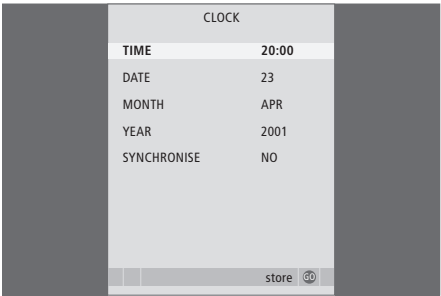 CLOCK
TIME 20:00
DATE 23
MONTH APR
YEAR 2001
SYNCHRONISE NO
store GO